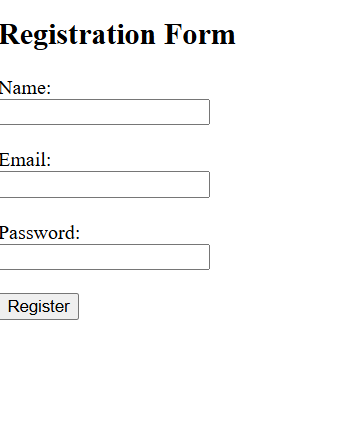 Registration Form
Name:
Email:
Password:
Register